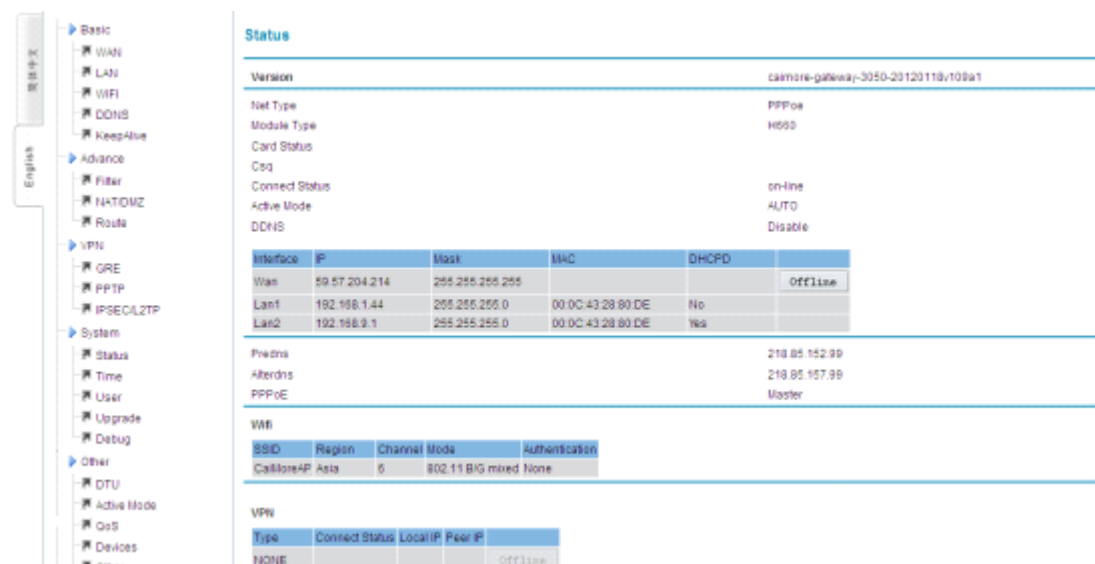 简体中文
English
Basic
WAN
LAN
WIFI
DDNS
KeepAlive
Advance
Filter
NAT/DMZ
Route
VPN
GRE
PPTP
IPSEC/L2TP
System
Status
Time
User
Upgrade
Debug
Other
DTU
Active Mode
QoS
Devices
Status
Version caimore-gateway-3050-20120118v109a1
Net Type PPPoe
Module Type H660
Card Status
Csq
Connect Status on-line
Active Mode AUTO
DDNS Disable
Interface IP Mask MAC DHCPD
Wan 59.57.204.214 255.255.255.255 Offline
Lan1 192.168.1.44 255.255.255.0 00:0C:43:28:80:DE No
Lan2 192.168.9.1 255.255.255.0 00:0C:43:28:80:DE Yes
Predns 218.85.152.99
Alterdns 218.85.157.99
PPPoE Master
Wifi
SSID Region Channel Mode Authentication
CaiMoreAP Asia 6 802.11 B/G mixed None
VPN
Type Connect Status Local IP Peer IP
NONE Offline